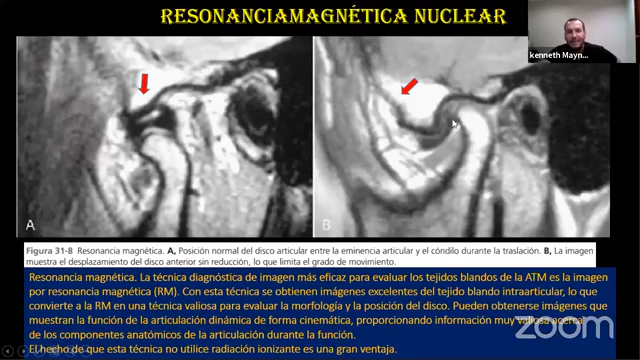 RESONANCIAMAGNÉTICA NUCLEAR
kenneth Mayn...
A
B
Figura 31-8 Resonancia magnética. A, Posición normal del disco articular entre la eminencia articular y el cóndilo durante la traslación. B, La imagen
muestra el desplazamiento del disco anterior sin reducción, lo que limita el grado de movimiento.
Resonancia magnética. La técnica diagnóstica de imagen más eficaz para evaluar los tejidos blandos de la ATM es la imagen
por resonancia magnética (RM). Con esta técnica se obtienen imágenes excelentes del tejido blando intraarticular, lo que
convierte a la RM en una técnica valiosa para evaluar la morfología y la posición del disco. Pueden obtenerse imágenes que
muestran la función de la articulación dinámica de forma cinemática, proporcionando información muy valiosa acerca
de los componentes anatómicos de la articulación durante la función.
El hecho de que esta técnica no utilice radiación ionizante es una gran ventaja.
zoom